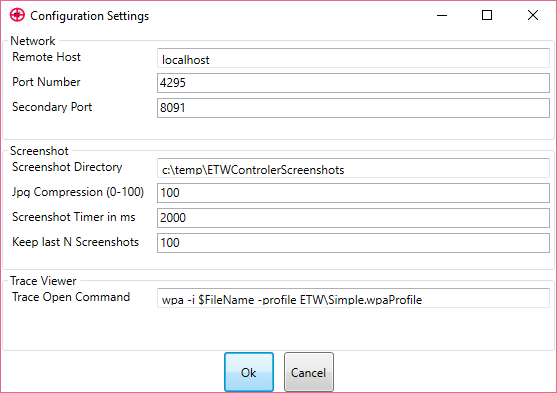 Configuration Settings
Network
Remote Host localhost
Port Number 4295
Secondary Port 8091
Screenshot
Screenshot Directory c:\temp\ETWControlerScreenshots
Jpg Compression (0-100) 100
Screenshot Timer in ms 2000
Keep last N Screenshots 100
Trace Viewer
Trace Open Command wpa -i $FileName -profile ETW\Simple.wpaProfile
Ok Cancel